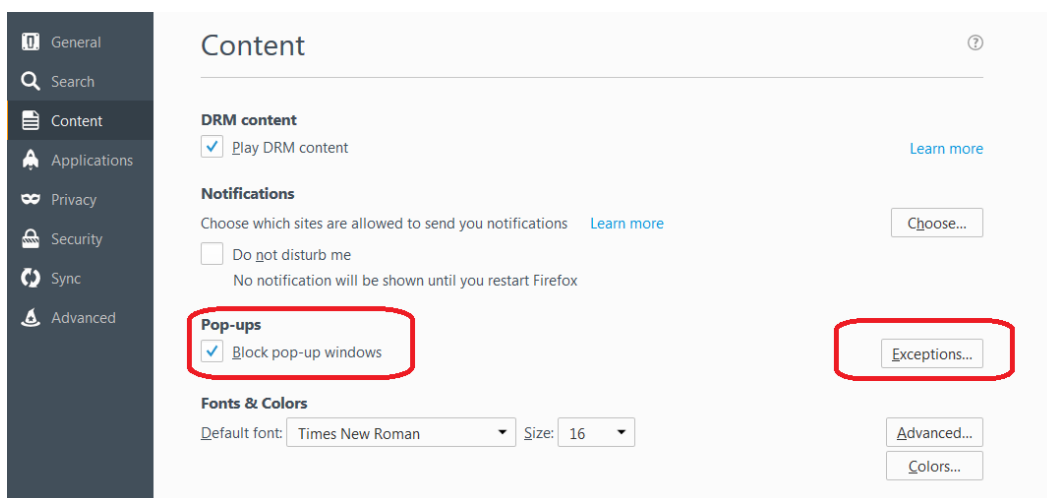 General
Search
Content
Applications
Privacy
Security
Sync
Advanced
Content
?
DRM content
Play DRM content Learn more
Notifications
Choose which sites are allowed to send you notifications Learn more Choose...
Do not disturb me
No notification will be shown until you restart Firefox
Pop-ups
Block pop-up windows Exceptions...
Fonts & Colors
Default font: Times New Roman Size: 16 Advanced...
Colors...